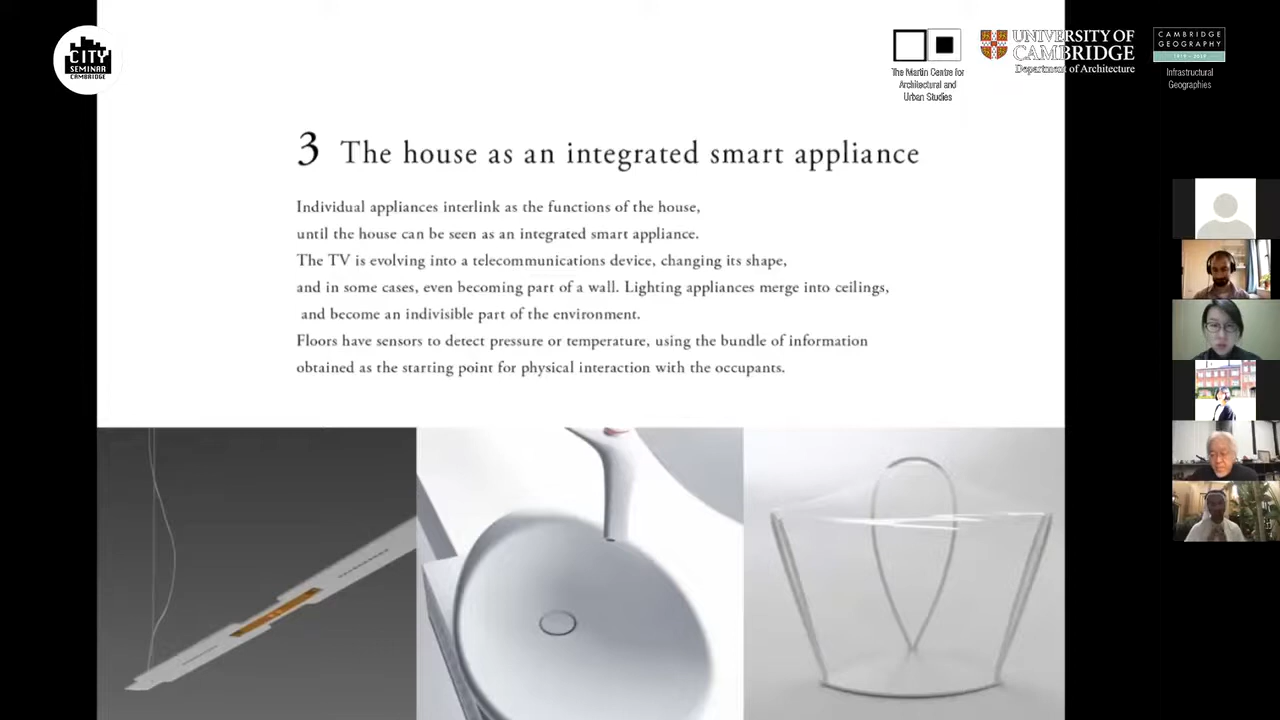 CITY
SEMINAR
CAMBRIDGE
The Martin Centre for
Architectural and
Urban Studies
UNIVERSITY OF
CAMBRIDGE
Department of Architecture
CAMBRIDGE
GEOGRAPHY
1919 - 2019
Infrastructural
Geographies
3 The house as an integrated smart appliance
Individual appliances interlink as the functions of the house,
until the house can be seen as an integrated smart appliance.
The TV is evolving into a telecommunications device, changing its shape,
and in some cases, even becoming part of a wall. Lighting appliances merge into ceilings,
and become an indivisible part of the environment.
Floors have sensors to detect pressure or temperature, using the bundle of information
obtained as the starting point for physical interaction with the occupants.